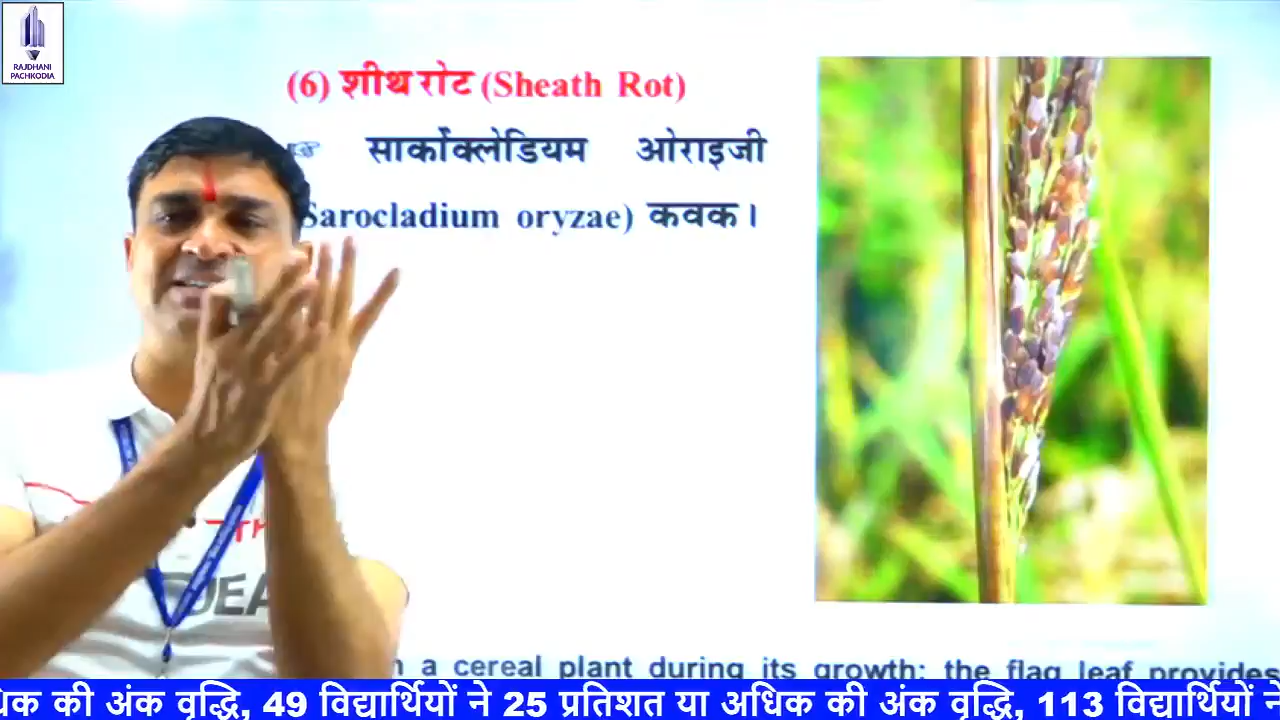 RAJDHANI
PACHKODIA
(6) शीथ रोट (Sheath Rot)
☞ सार्कोक्लेडियम ओराइजी
Sarocladium oryzae) कवक।
a cereal plant during its growth; the flag leaf provides
की अंक वृद्धि, 49 विद्यार्थियों ने 25 प्रतिशत या अधिक की अंक वृद्धि, 113 विद्यार्थियों ने